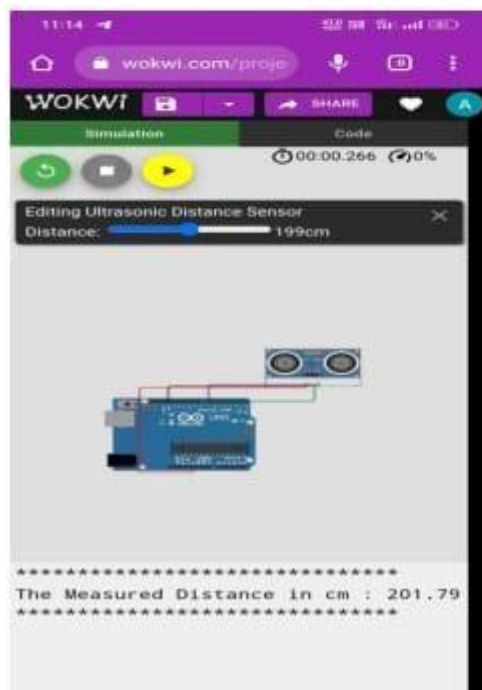 11:14
wokwi.com/proje
WOKWI
SHARE
A
Simulation
Code
00:00.266
0%
Editing Ultrasonic Distance Sensor
Distance:
199cm
UNO
*******************************
The Measured Distance in cm : 201.79
*******************************